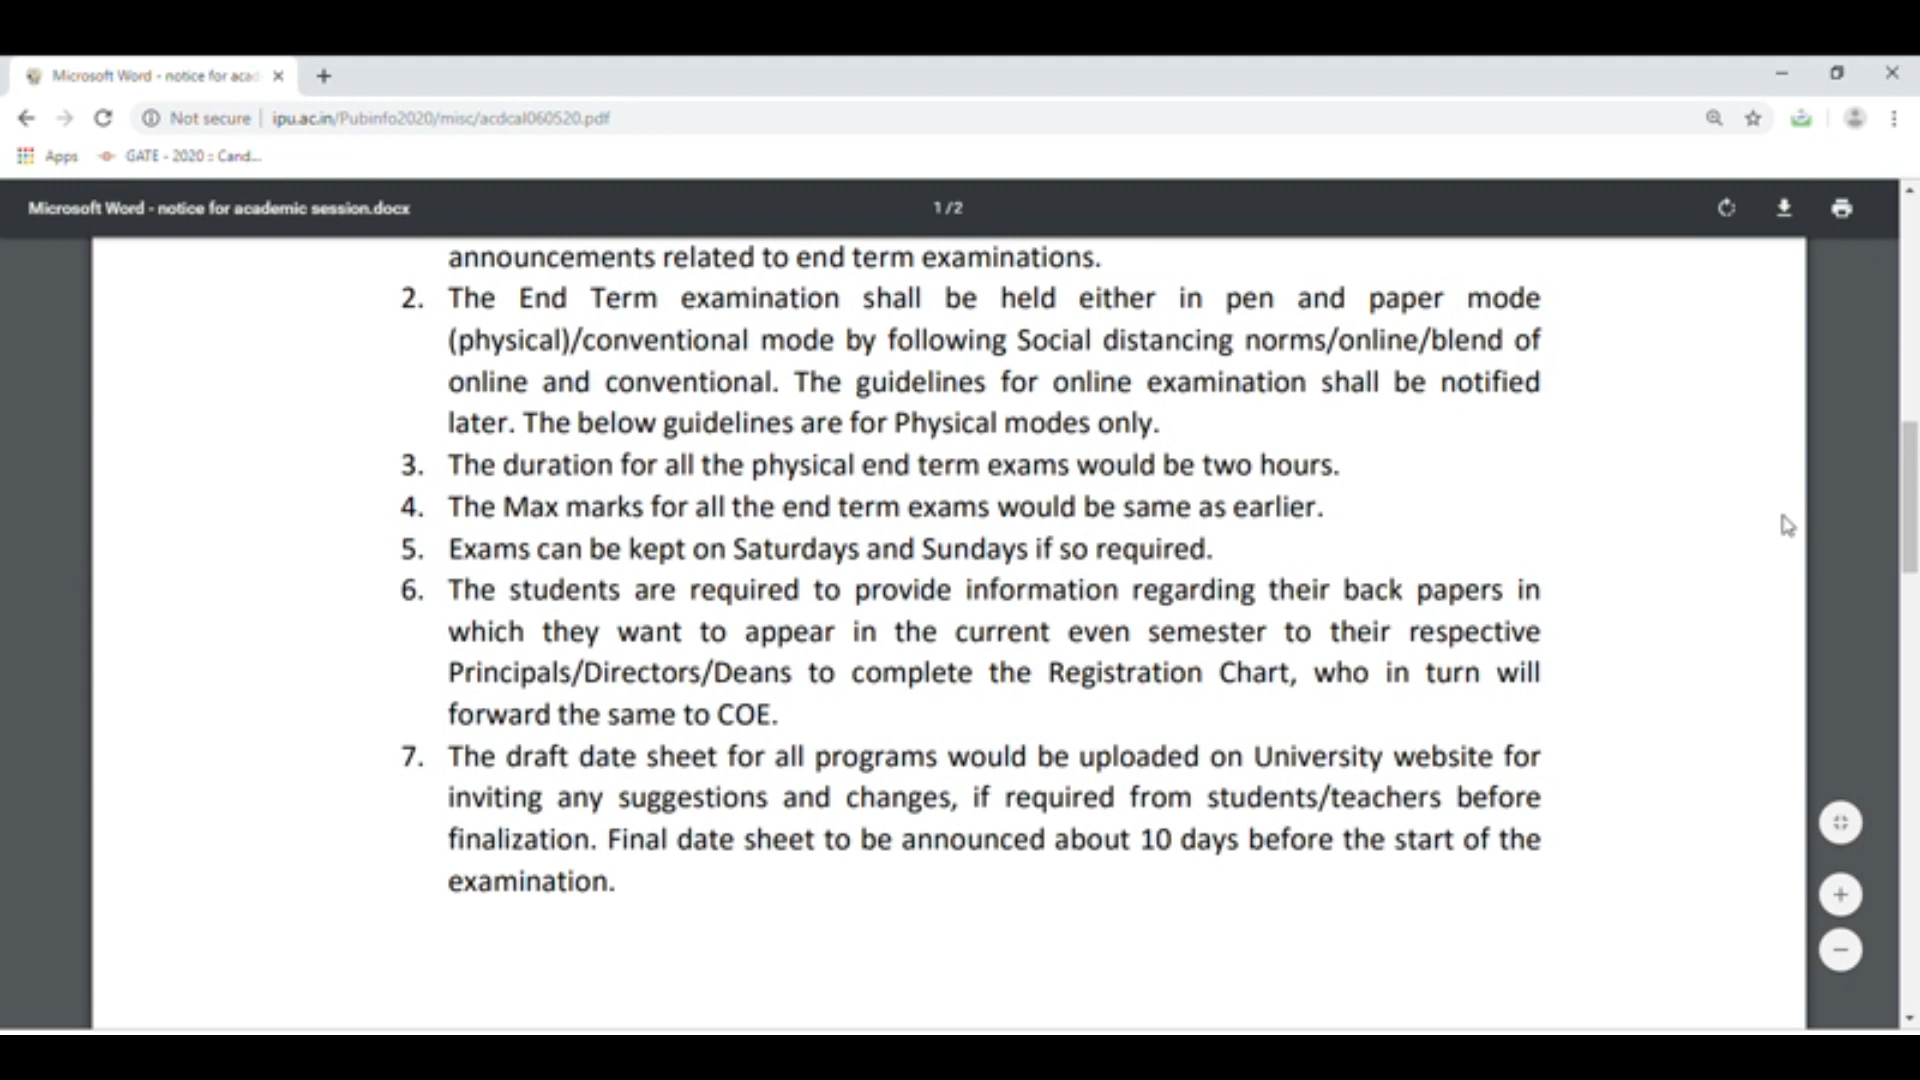 Microsoft Word - notice for acad
Not secure | ipu.ac.in/Pubinfo2020/misc/acdcal060520.pdf
Apps GATE - 2020 :: Cand...
Microsoft Word - notice for academic session.docx 1 / 2
announcements related to end term examinations.
2. The End Term examination shall be held either in pen and paper mode
(physical)/conventional mode by following Social distancing norms/online/blend of
online and conventional. The guidelines for online examination shall be notified
later. The below guidelines are for Physical modes only.
3. The duration for all the physical end term exams would be two hours.
4. The Max marks for all the end term exams would be same as earlier.
5. Exams can be kept on Saturdays and Sundays if so required.
6. The students are required to provide information regarding their back papers in
which they want to appear in the current even semester to their respective
Principals/Directors/Deans to complete the Registration Chart, who in turn will
forward the same to COE.
7. The draft date sheet for all programs would be uploaded on University website for
inviting any suggestions and changes, if required from students/teachers before
finalization. Final date sheet to be announced about 10 days before the start of the
examination.